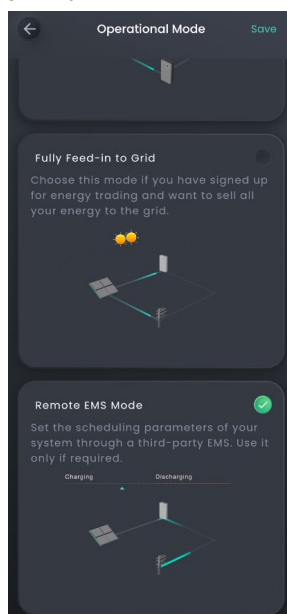 Operational Mode
Save
Fully Feed-in to Grid
Choose this mode if you have signed up
for energy trading and want to sell all
your energy to the grid.
Remote EMS Mode
Set the scheduling parameters of your
system through a third-party EMS. Use it
only if required.
Charging
Discharging